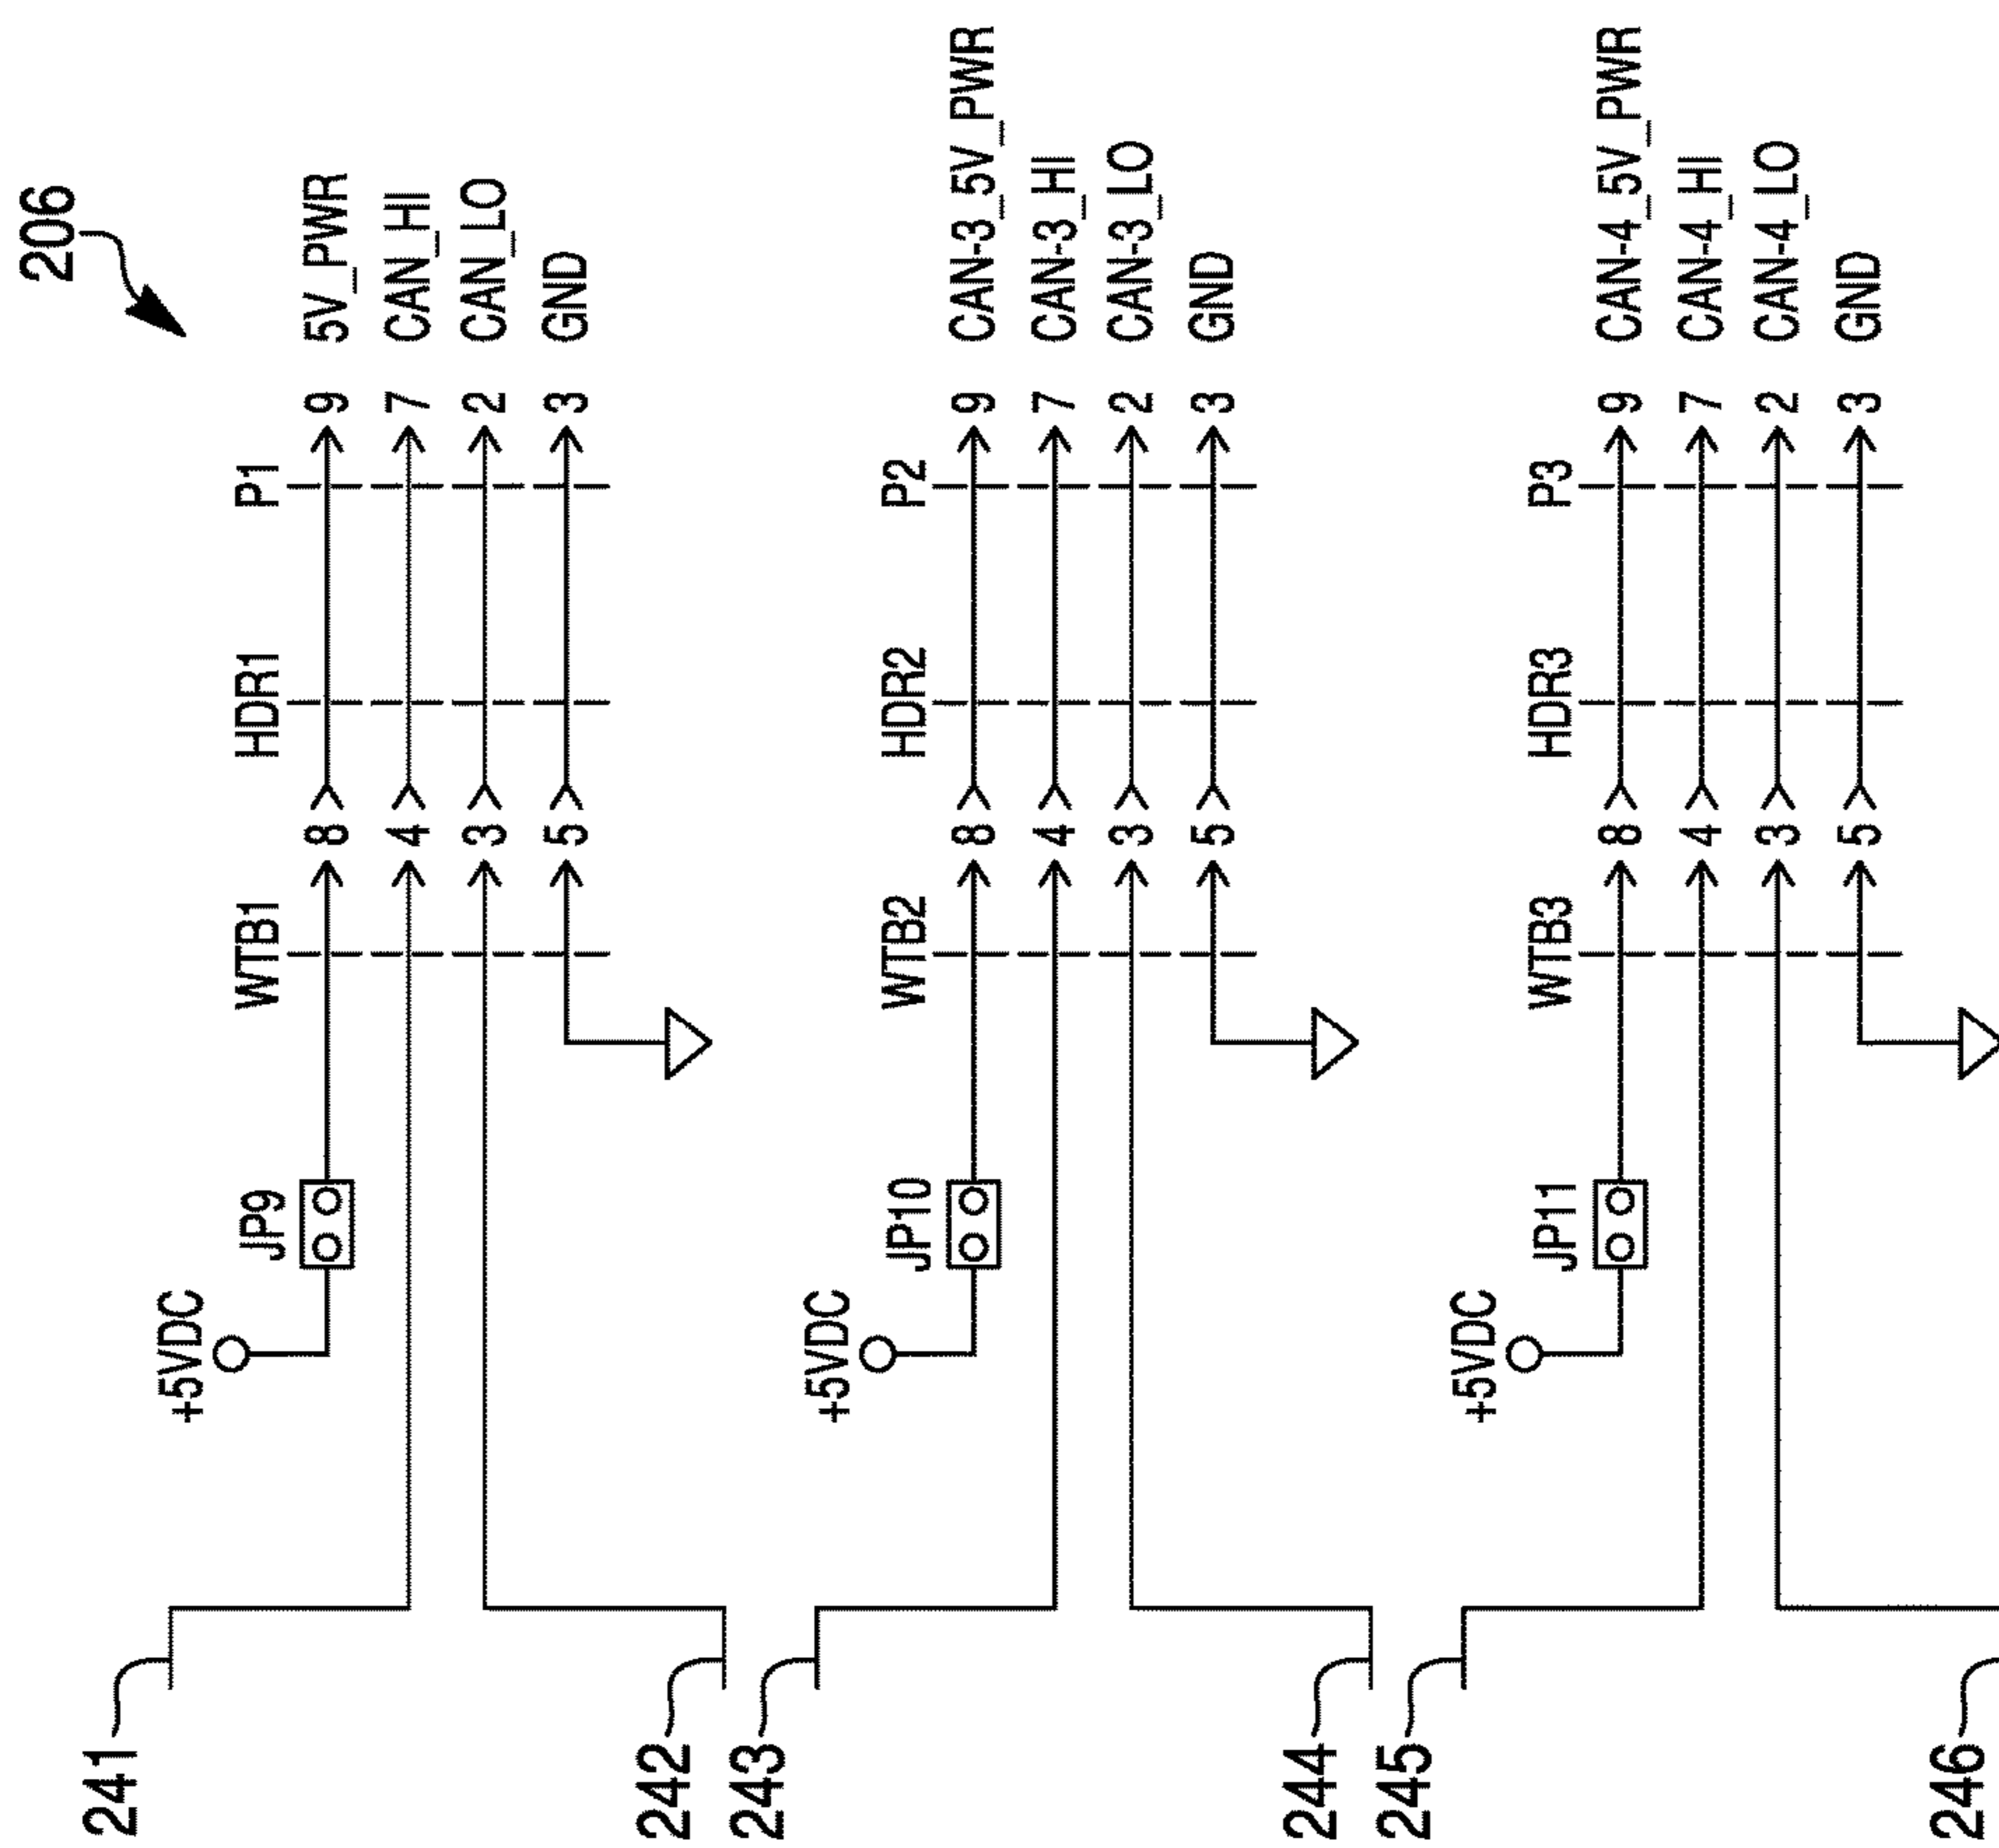 206
241
+5VDC
JP9 WTB1 HDR1 P1
8 9 5V_PWR
4 7 CAN_HI
3 2 CAN_LO
5 3 GND
242
243
+5VDC
JP10 WTB2 HDR2 P2
8 9 CAN-3_5V_PWR
4 7 CAN-3_HI
3 2 CAN-3_LO
5 3 GND
244
245
+5VDC
JP11 WTB3 HDR3 P3
8 9 CAN-4_5V_PWR
4 7 CAN-4_HI
3 2 CAN-4_LO
5 3 GND
246